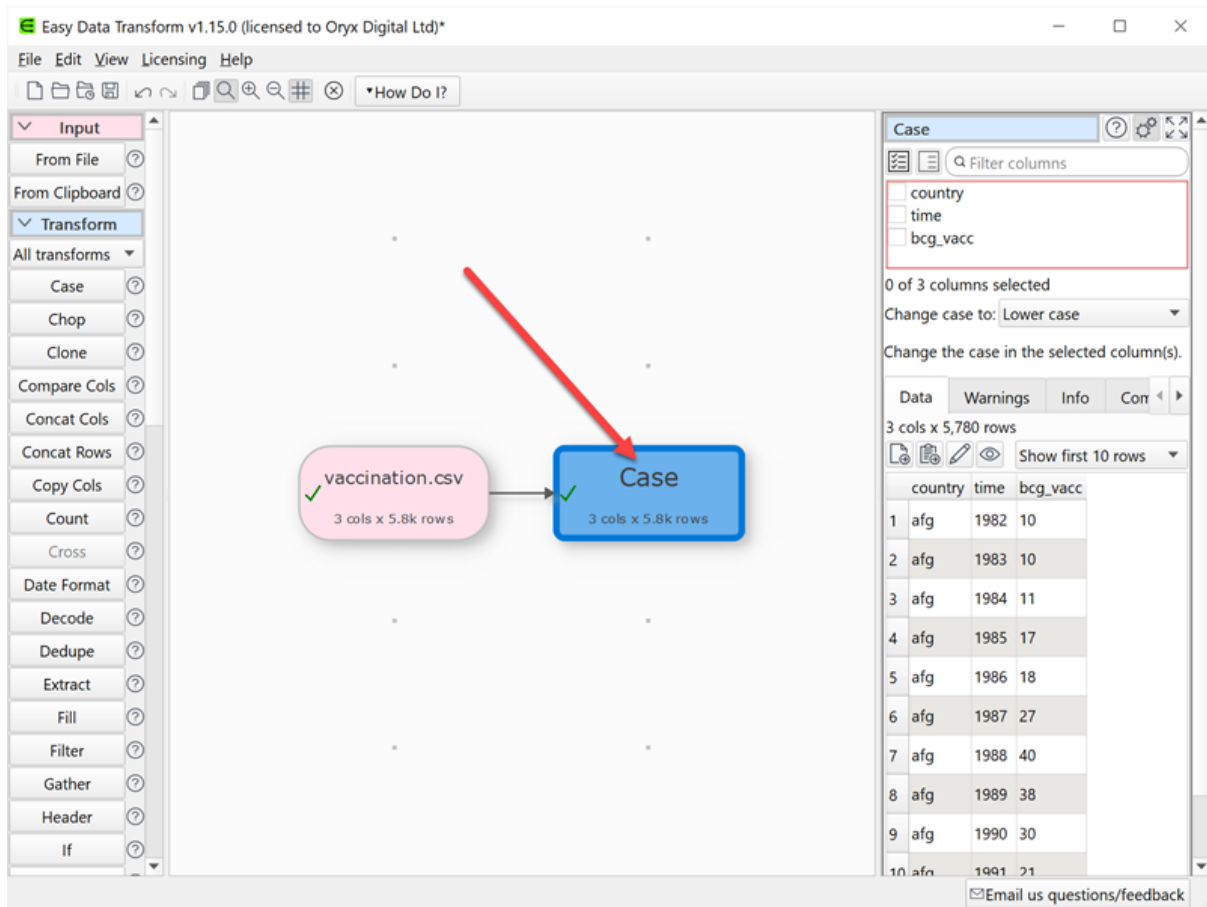 Easy Data Transform v1.15.0 (licensed to Oryx Digital Ltd)*
File Edit View Licensing Help
How Do I?
Input
From File
From Clipboard
Transform
All transforms
Case
Chop
Clone
Compare Cols
Concat Cols
Concat Rows
Copy Cols
Count
Cross
Date Format
Decode
Dedupe
Extract
Fill
Filter
Gather
Header
If
vaccination.csv
3 cols x 5.8k rows
Case
3 cols x 5.8k rows
Case
Filter columns
country
time
bcg_vacc
0 of 3 columns selected
Change case to: Lower case
Change the case in the selected column(s).
Data Warnings Info Com
3 cols x 5,780 rows
Show first 10 rows
country time bcg_vacc
1 afg 1982 10
2 afg 1983 10
3 afg 1984 11
4 afg 1985 17
5 afg 1986 18
6 afg 1987 27
7 afg 1988 40
8 afg 1989 38
9 afg 1990 30
10 afg 1991 21
Email us questions/feedback